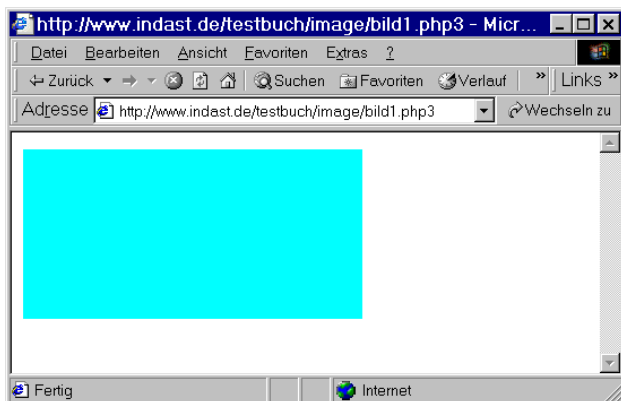 http://www.indast.de/testbuch/image/bild1.php3 - Micr...
Datei Bearbeiten Ansicht Favoriten Extras ?
Zurück Suchen Favoriten Verlauf » Links »
Adresse http://www.indast.de/testbuch/image/bild1.php3 Wechseln zu
Fertig Internet